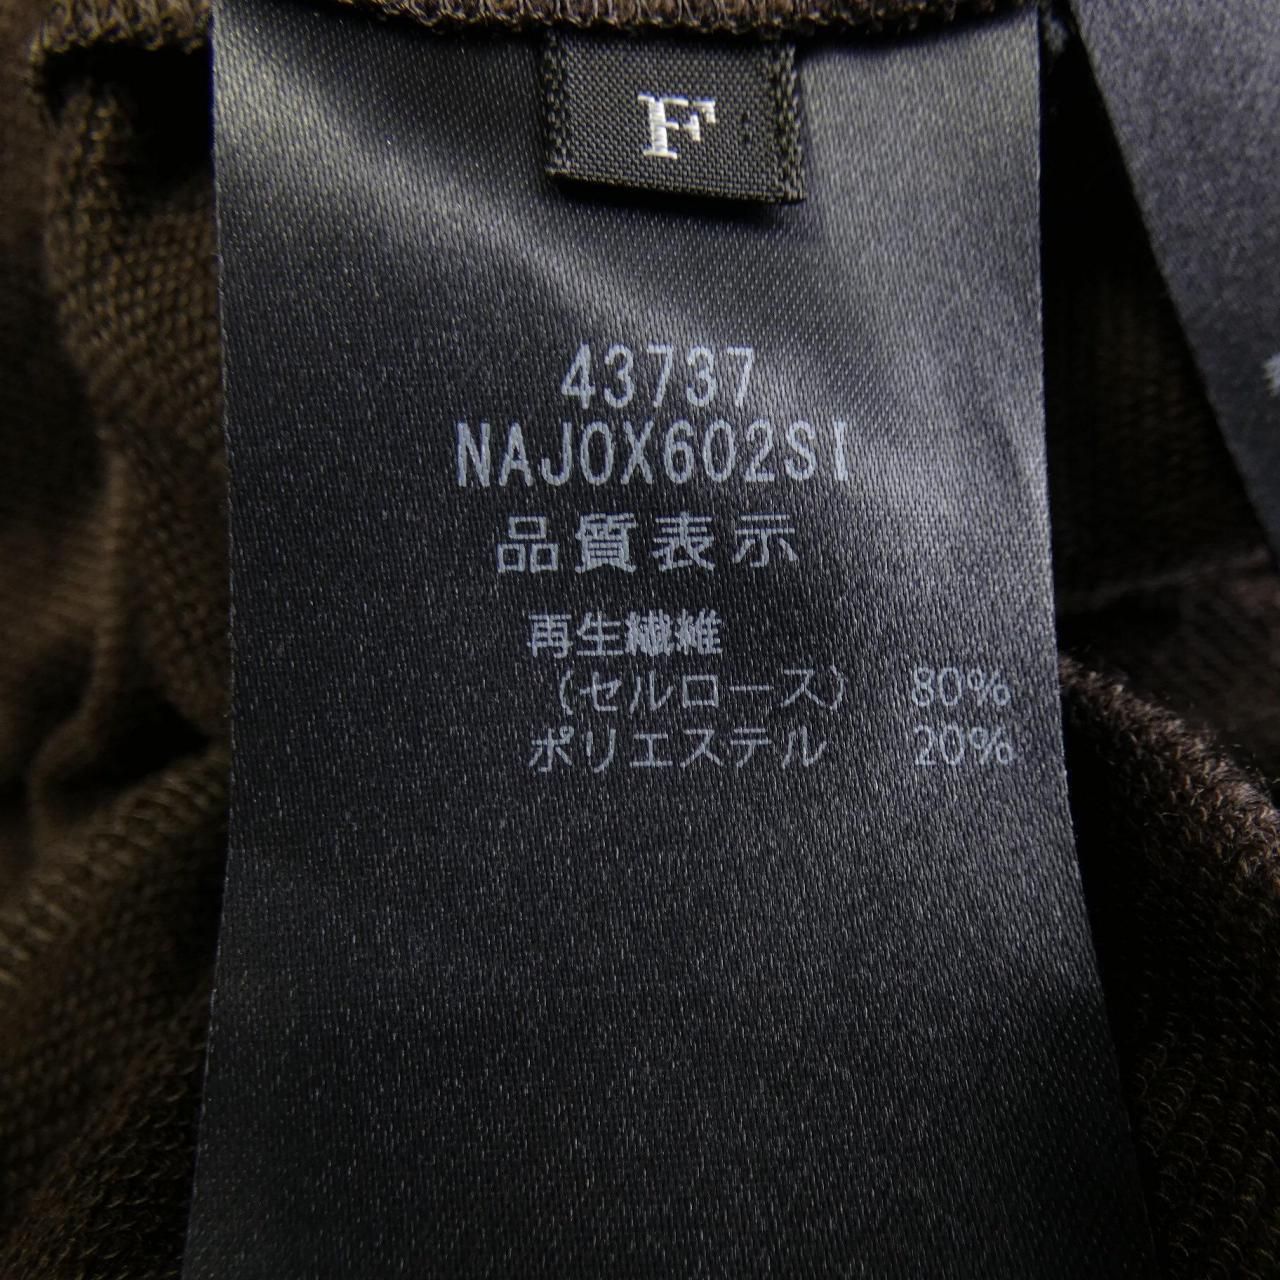 F
43737
NAJOX602SI
品質表示
再生繊維
（セルロース） 80%
ポリエステル 20%